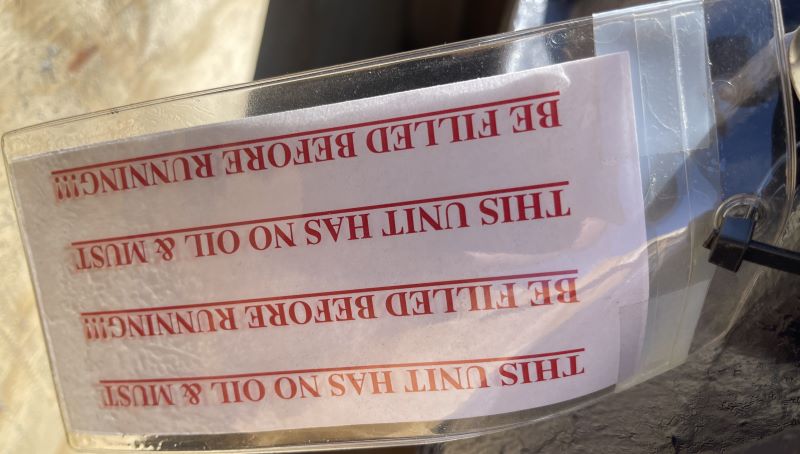 THIS UNIT HAS NO OIL & MUST
BE FILLED BEFORE RUNNING!!!
THIS UNIT HAS NO OIL & MUST
BE FILLED BEFORE RUNNING!!!